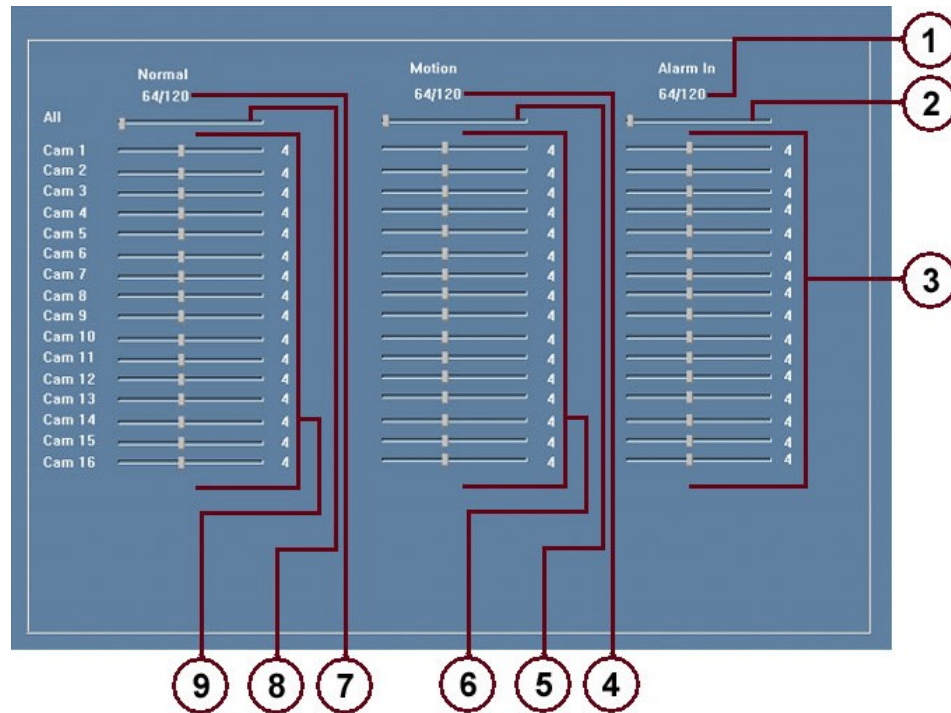 Normal Motion Alarm In 1
64/120 64/120 64/120
2
All
Cam 1 4 4 4
Cam 2 4 4 4
Cam 3 4 4 4
Cam 4 4 4 4
Cam 5 4 4 4
Cam 6 4 4 4
Cam 7 4 4 4 3
Cam 8 4 4 4
Cam 9 4 4 4
Cam 10 4 4 4
Cam 11 4 4 4
Cam 12 4 4 4
Cam 13 4 4 4
Cam 14 4 4 4
Cam 15 4 4 4
Cam 16 4 4 4
9 8 7 6 5 4